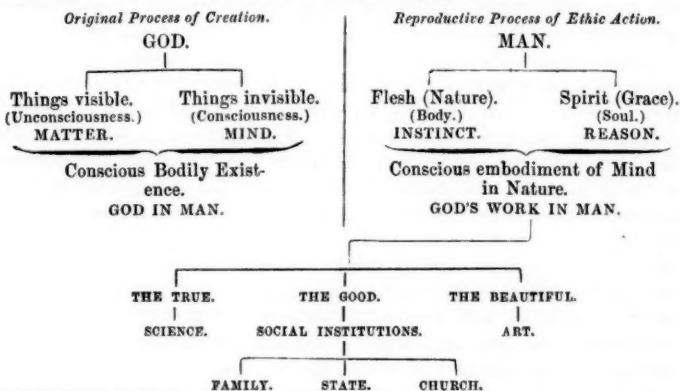 Original Process of Creation.
GOD.
Things visible.
(Unconsciousness.)
MATTER.
Things invisible.
(Consciousness.)
MIND.
Conscious Bodily Exist-
ence.
GOD IN MAN.
Reproductive Process of Ethic Action.
MAN.
Flesh (Nature).
(Body.)
INSTINCT.
Spirit (Grace).
(Soul.)
REASON.
Conscious embodiment of Mind
in Nature.
GOD'S WORK IN MAN.
THE TRUE. THE GOOD. THE BEAUTIFUL.
SCIENCE. SOCIAL INSTITUTIONS. ART.
FAMILY. STATE. CHURCH.